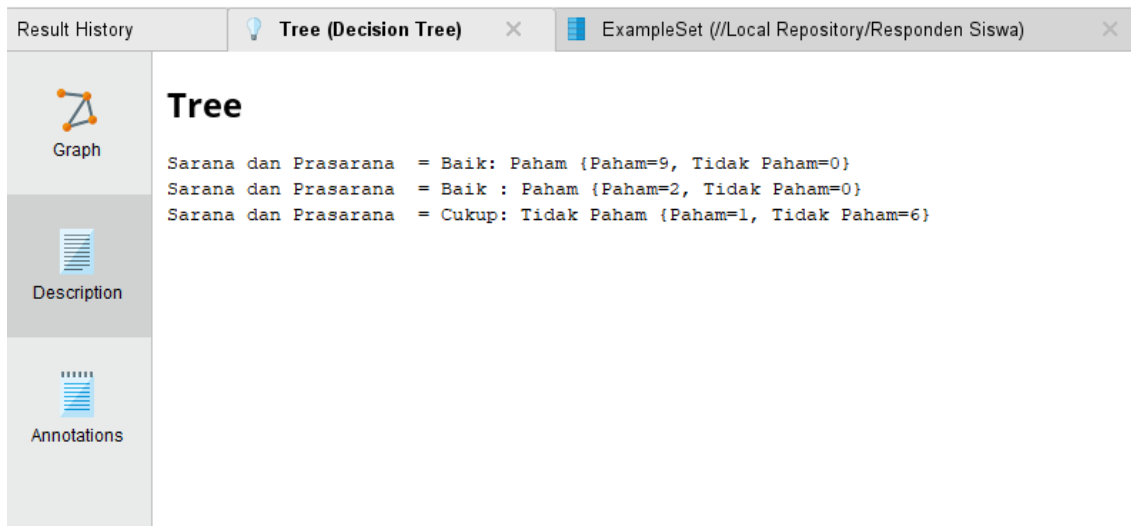 Result History
Tree (Decision Tree)
ExampleSet (//Local Repository/Responden Siswa)
Graph
Description
Annotations
Tree
Sarana dan Prasarana  = Baik: Paham {Paham=9, Tidak Paham=0}
Sarana dan Prasarana  = Baik : Paham {Paham=2, Tidak Paham=0}
Sarana dan Prasarana  = Cukup: Tidak Paham {Paham=1, Tidak Paham=6}